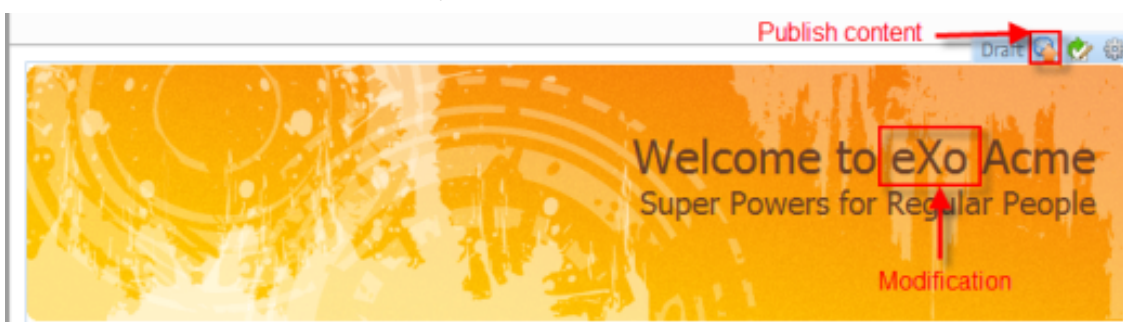 Publish content
Draft
Welcome to eXo Acme
Super Powers for Regular People
Modification